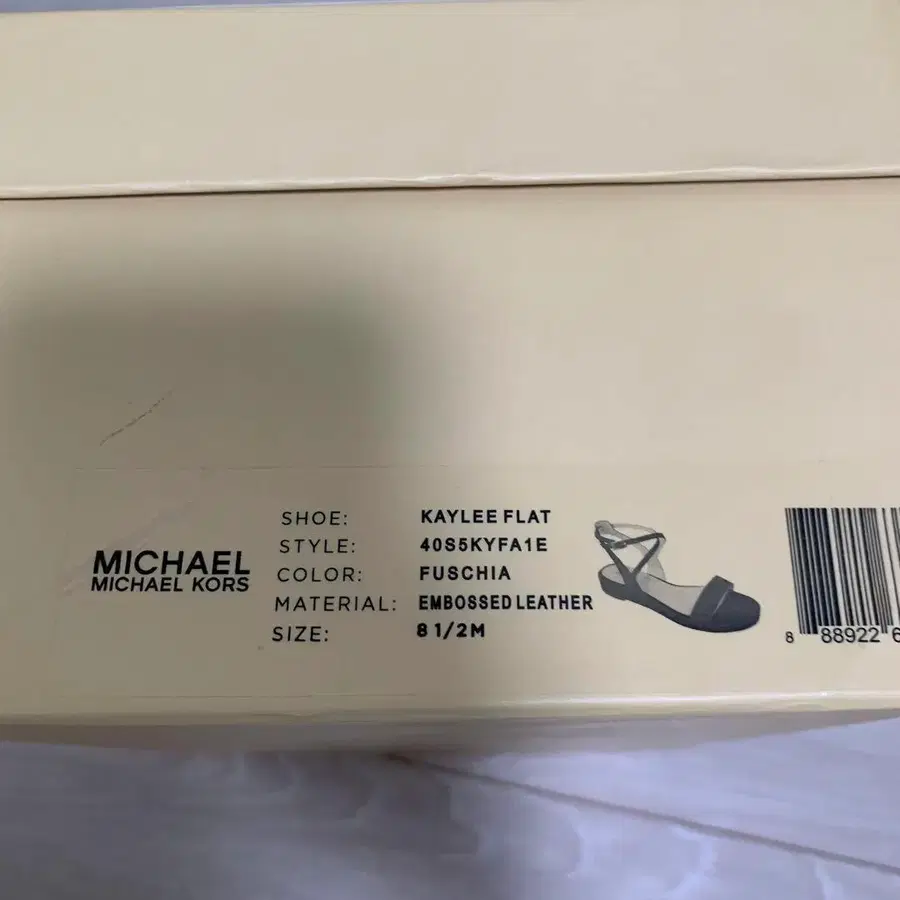 MICHAEL
MICHAEL KORS
SHOE: KAYLEE FLAT
STYLE: 40S5KYFA1E
COLOR: FUSCHIA
MATERIAL: EMBOSSED LEATHER
SIZE: 8 1/2M
8 88922 6